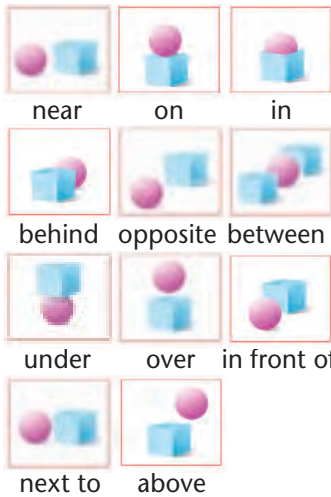 near on in
behind opposite between
under over in front of
next to above